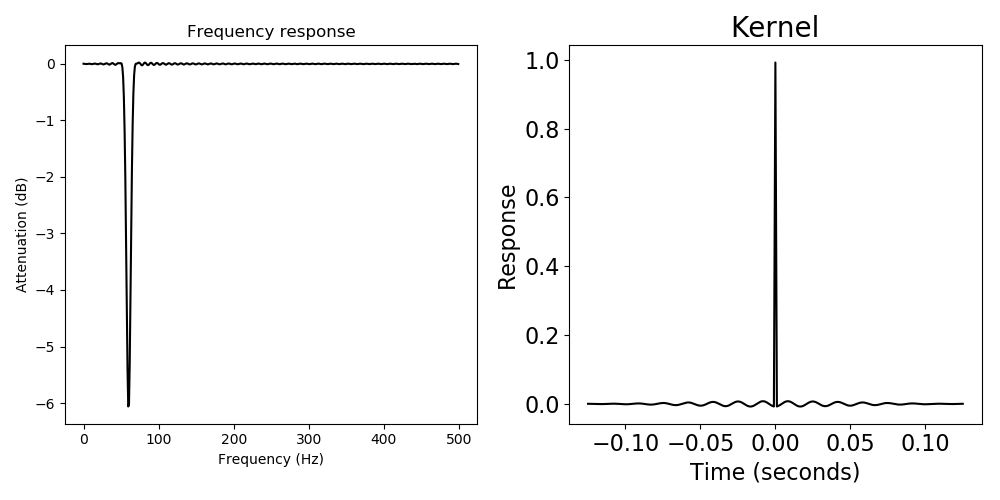 Frequency response
0
−1
−2
−3
−4
−5
−6
Attenuation (dB)
0 100 200 300 400 500
Frequency (Hz)
Kernel
1.0
0.8
0.6
0.4
0.2
0.0
Response
−0.10 −0.05 0.00 0.05 0.10
Time (seconds)